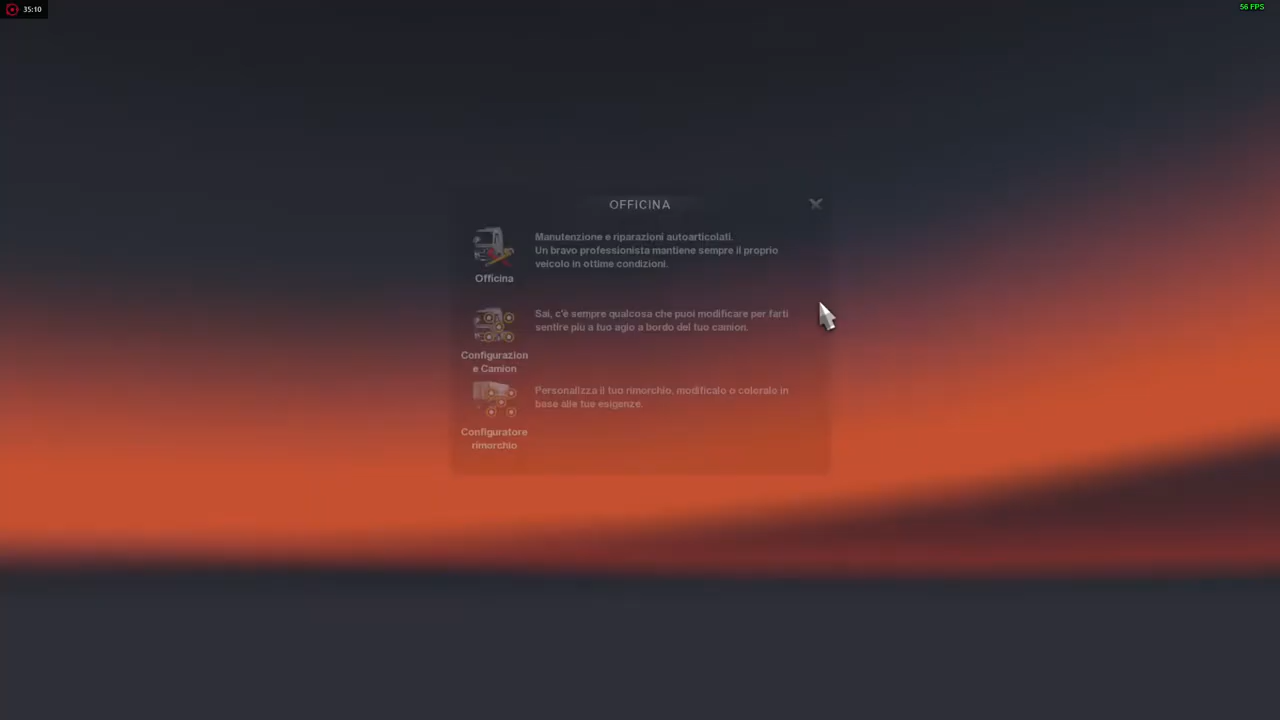 35:10
56 FPS
OFFICINA
Manutenzione e riparazioni autoarticolati.
Un bravo professionista mantiene sempre il proprio
veicolo in ottime condizioni.
Officina
Sai, c'è sempre qualcosa che puoi modificare per farti
sentire più a tuo agio a bordo del tuo camion.
Configurazion
e Camion
Personalizza il tuo rimorchio, modificalo o coloralo in
base alle tue esigenze.
Configuratore
rimorchio